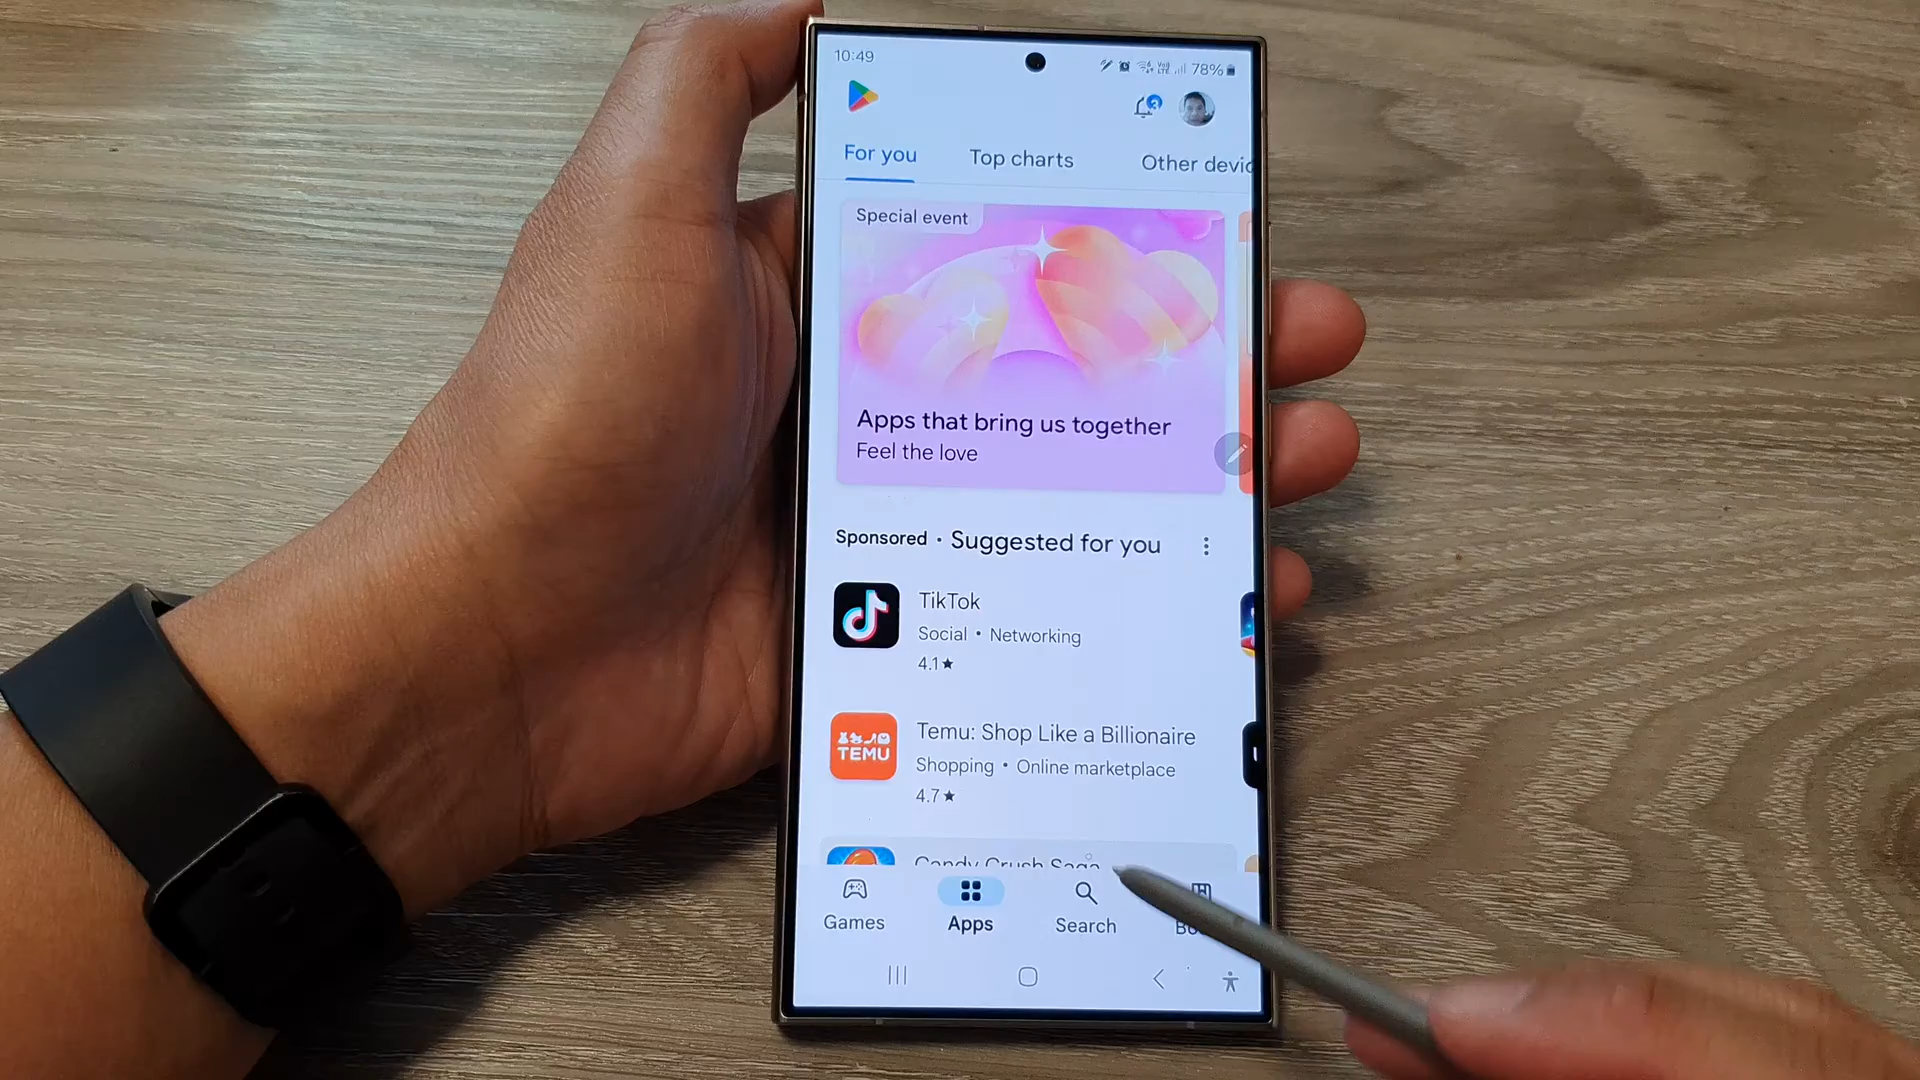 10:49
78%
3
For you
Top charts
Other devic
Special event
Apps that bring us together
Feel the love
Sponsored • Suggested for you
TikTok
Social • Networking
4.1★
TEMU
Temu: Shop Like a Billionaire
Shopping • Online marketplace
4.7★
Candy Crush Saga
Games
Apps
Search